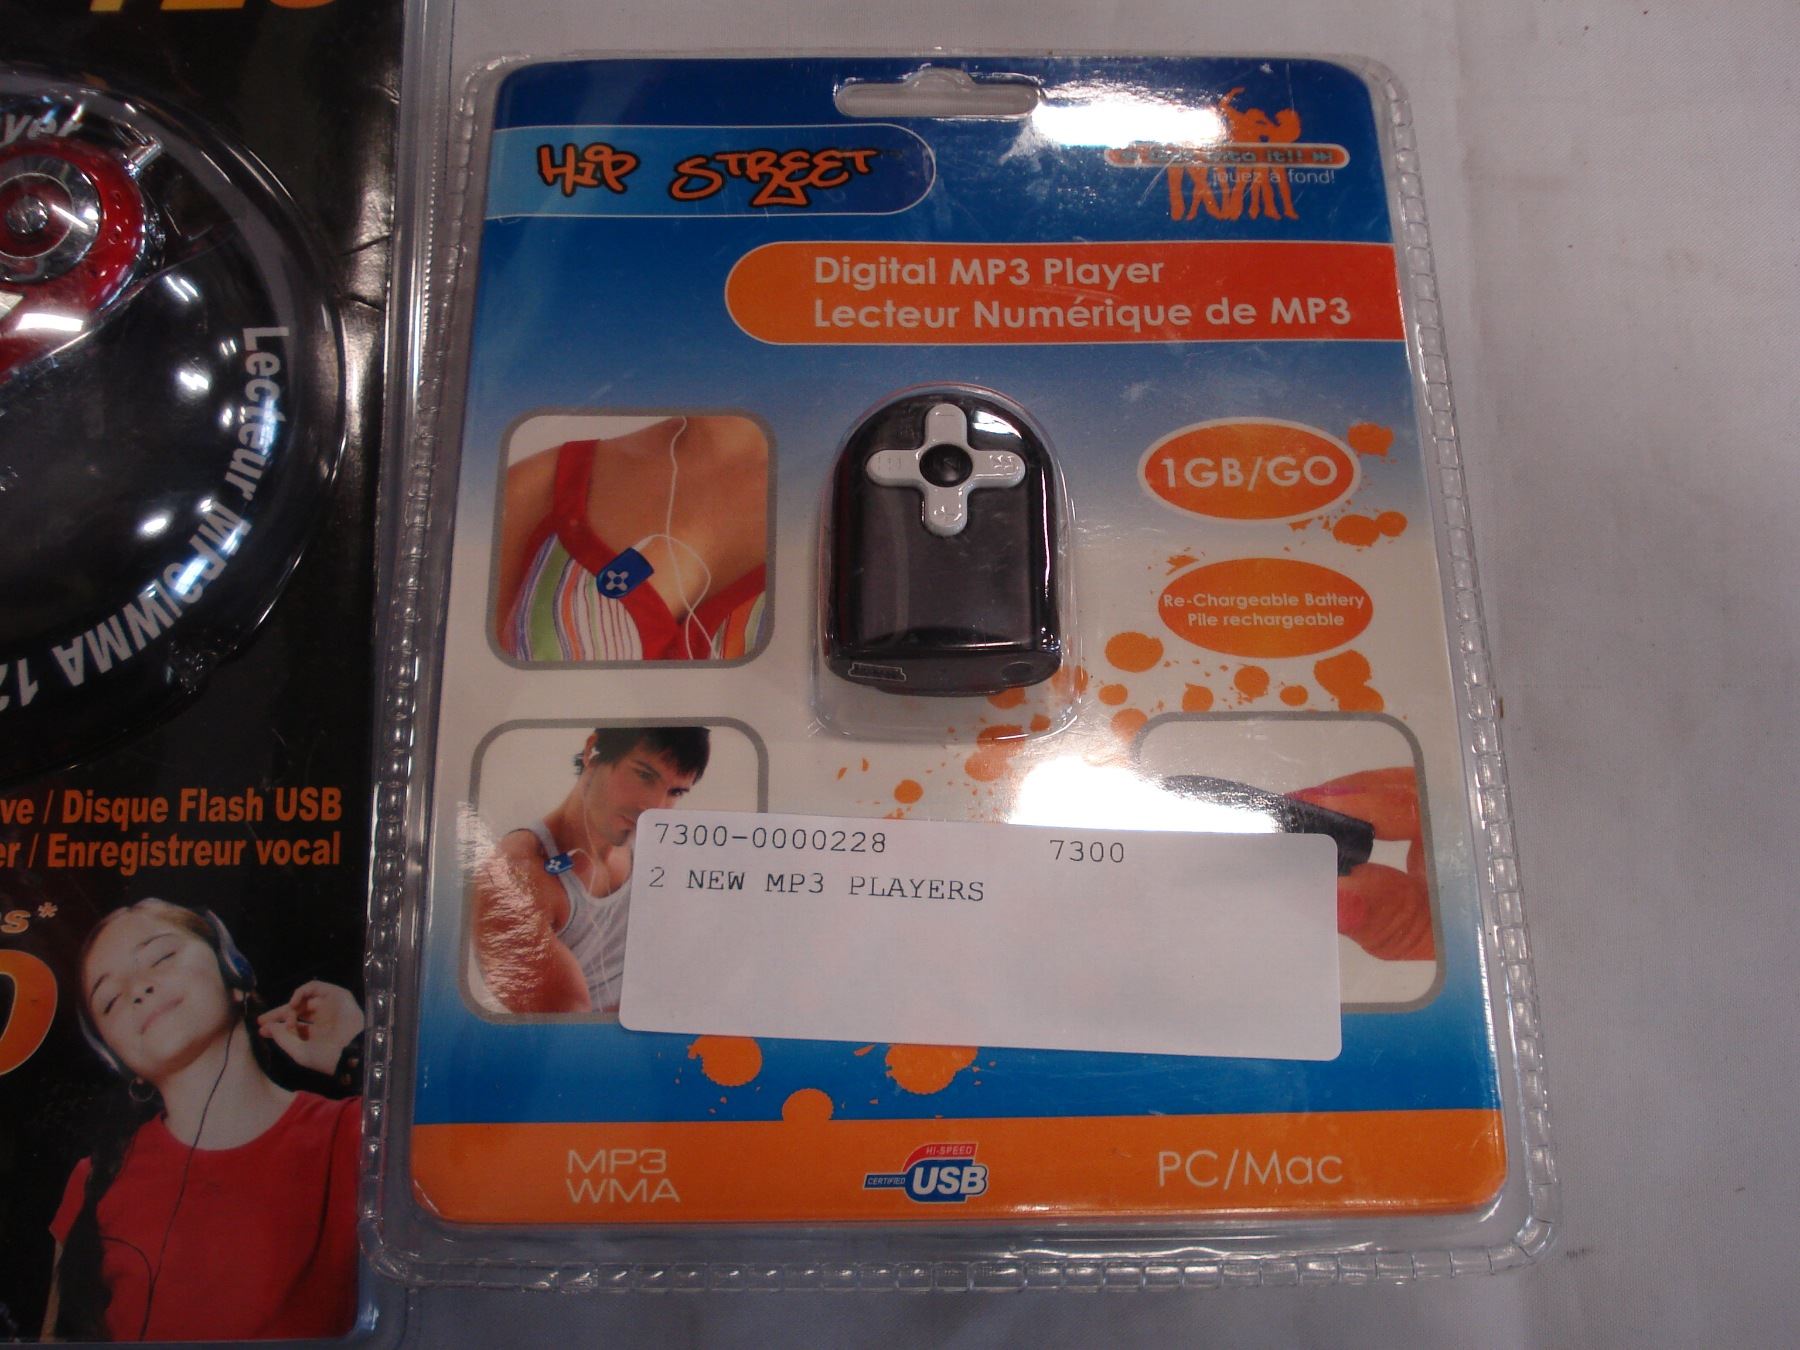 Lecteur MP3/WMA
/ Disque Flash USB
/ Enregistreur vocal
HIP STREET
it!!
jouez à fond!
Digital MP3 Player
Lecteur Numérique de MP3
1GB/GO
Re-Chargeable Battery
Pile rechargeable
7300-0000228 7300
2 NEW MP3 PLAYERS
MP3
WMA
HI-SPEED
CERTIFIED USB
PC/Mac